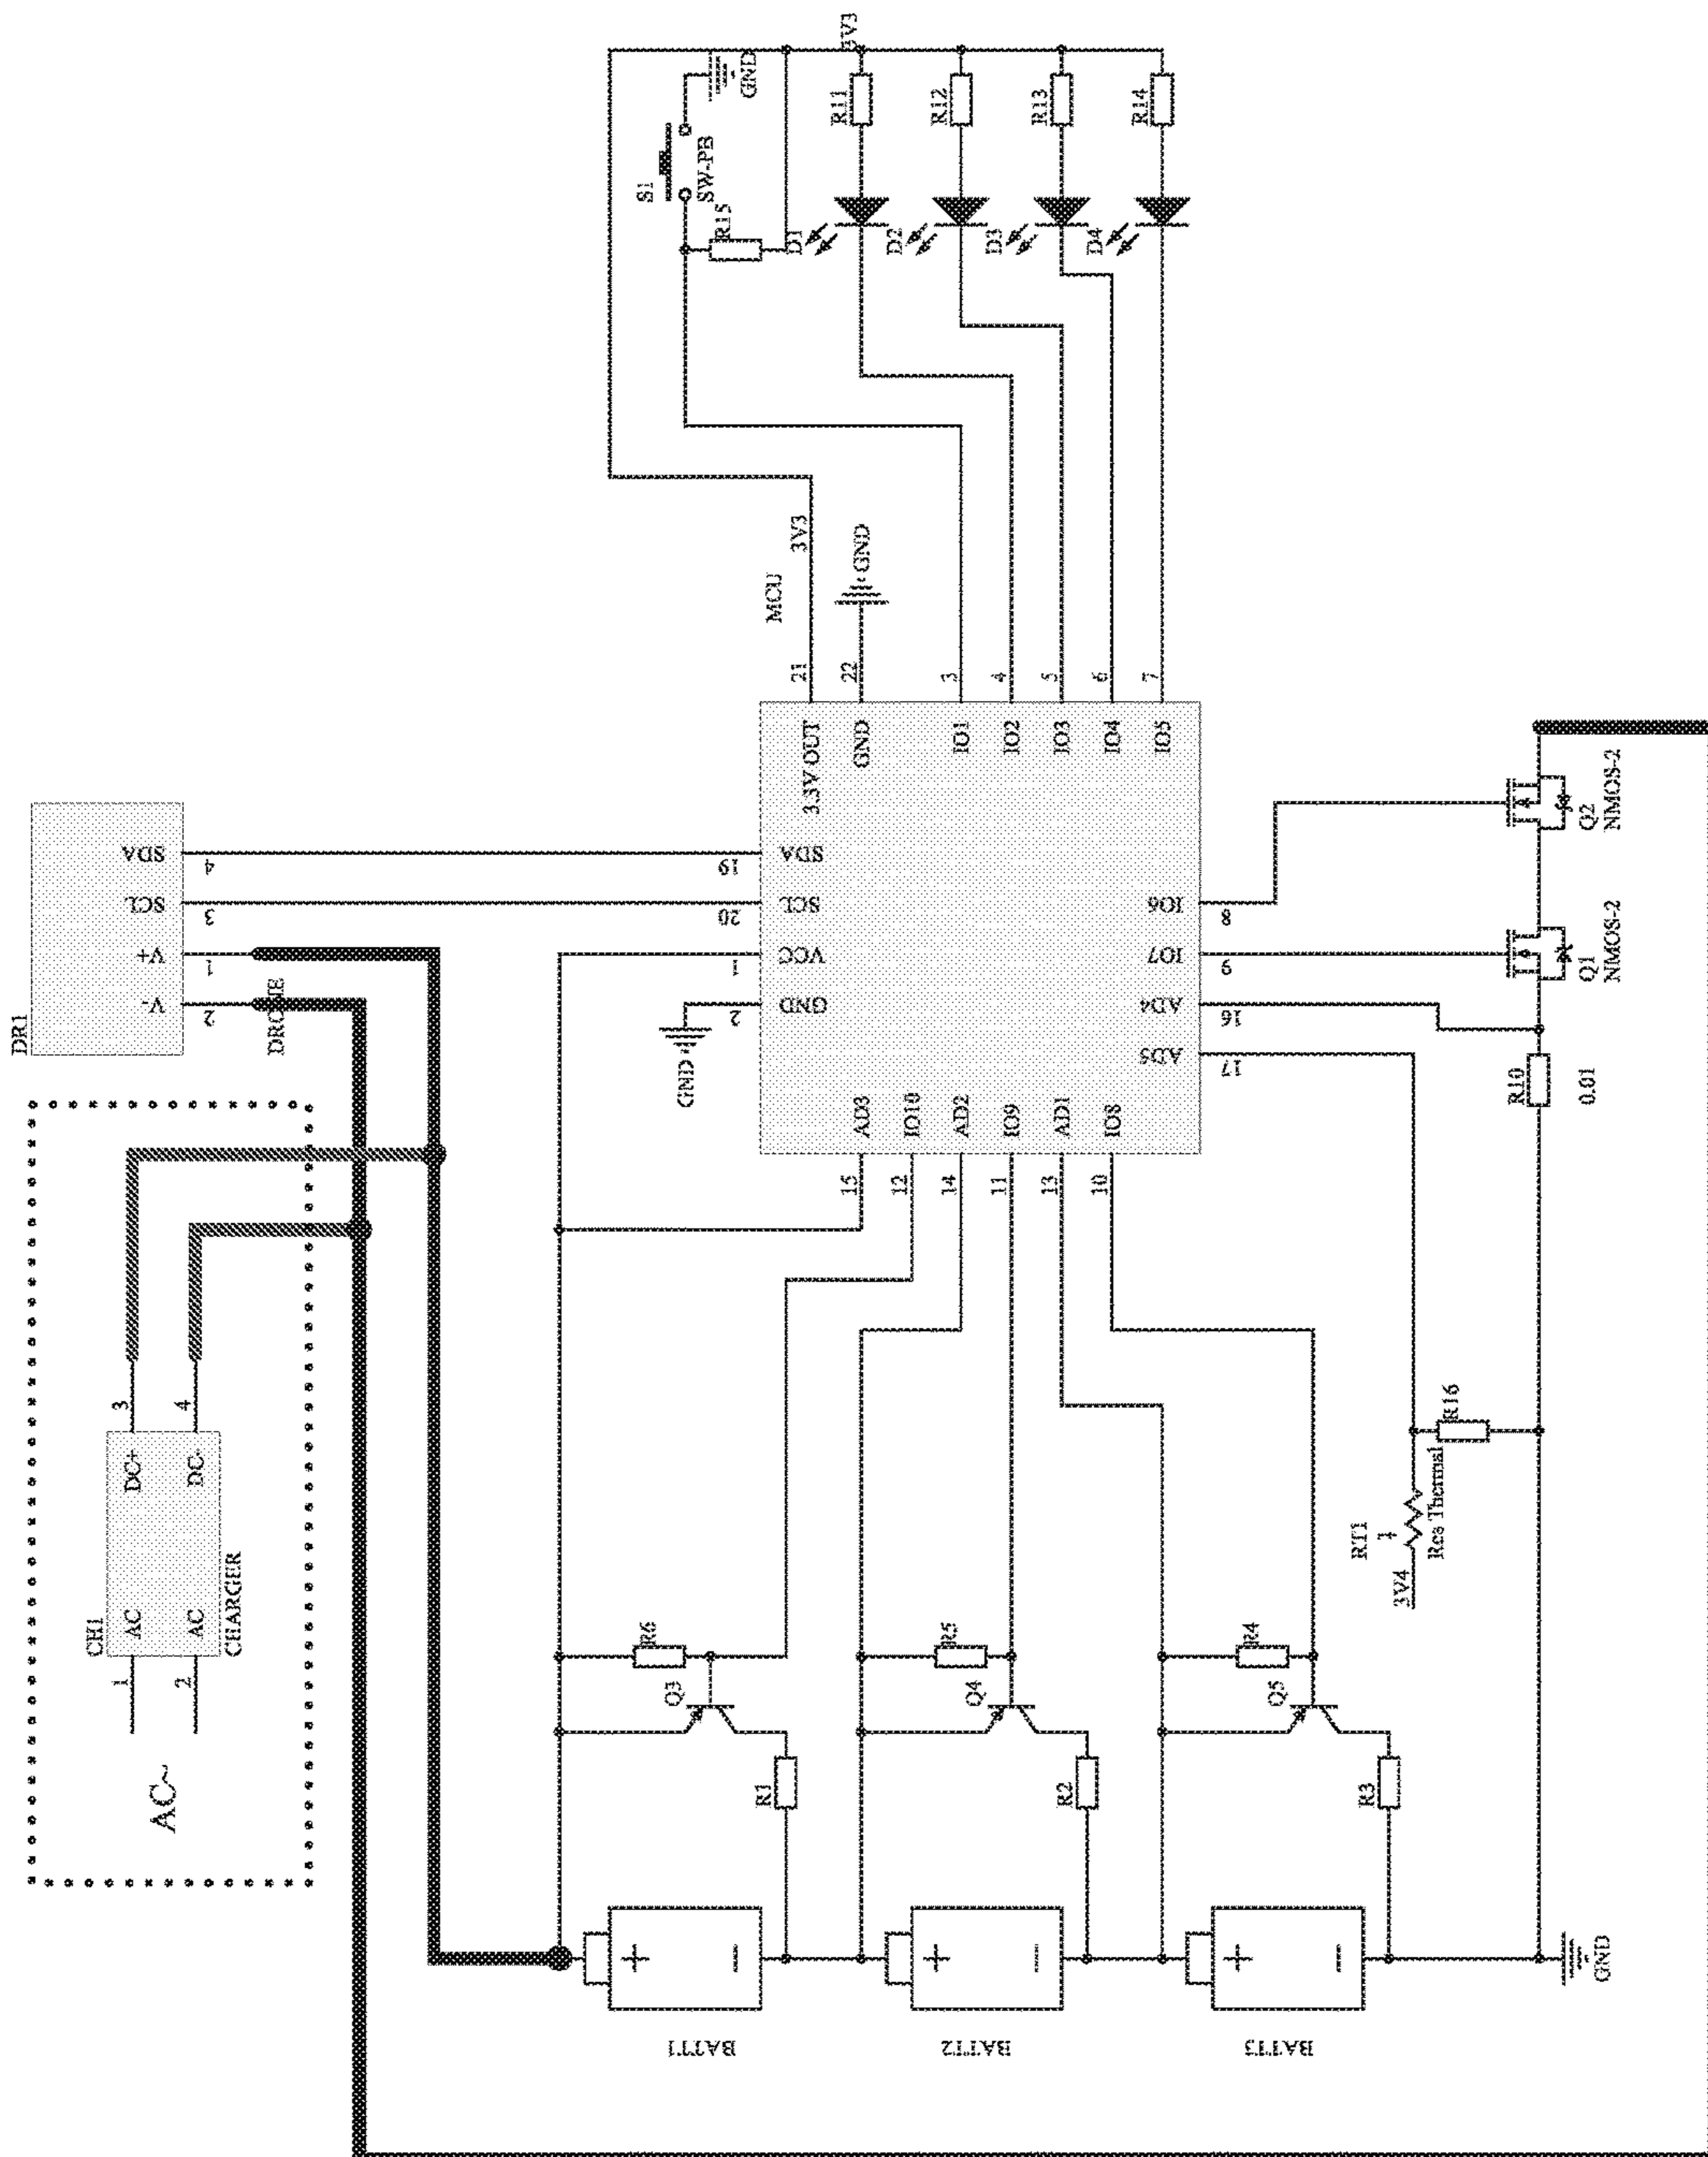 DR1
V-
V+
SCL
SDA
2
1
3
4
DRONE
CH1
AC
AC
DC+
DC-
1
2
3
4
CHARGER
AC~
MCU
3V3
21
22
3
4
5
6
7
3.3V OUT
GND
IO1
IO2
IO3
IO4
IO5
GND
SDA
SCL
VCC
GND
19
20
1
2
GND
AD3
IO10
AD2
IO9
AD1
IO8
15
12
14
11
13
10
IO6
IO7
AD4
AD5
8
9
16
17
S1
SW-PB
GND
R15
3V3
R11
R12
R13
R14
D1
D2
D3
D4
Q2
NMOS-2
Q1
NMOS-2
R10
0.01
R16
RT1
Res Thermal
3V4
R6
R5
R4
Q3
Q4
Q5
R1
R2
R3
+
−
+
−
+
−
BATT1
BATT2
BATT3
GND